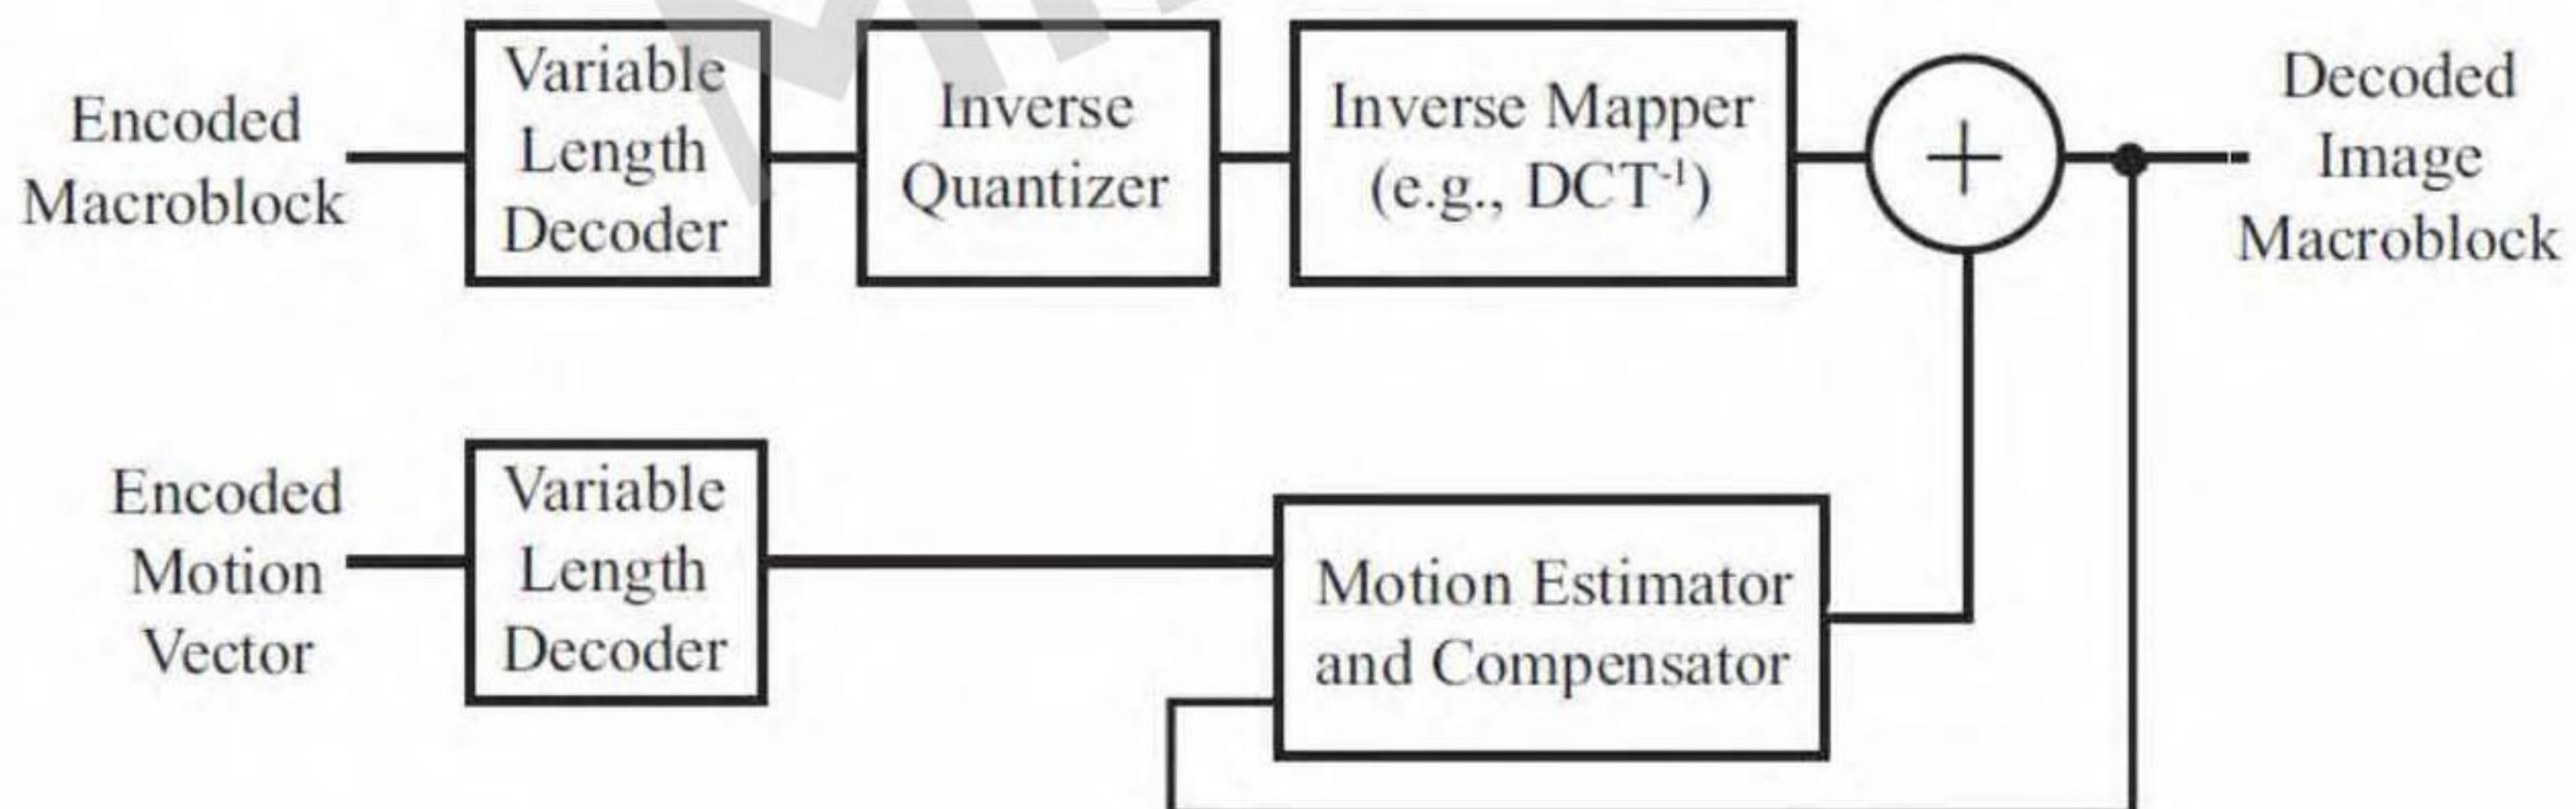 Encoded
Macroblock
Variable
Length
Decoder
Inverse
Quantizer
Inverse Mapper
(e.g., DCT⁻¹)
+
Decoded
Image
Macroblock
Encoded
Motion
Vector
Variable
Length
Decoder
Motion Estimator
and Compensator